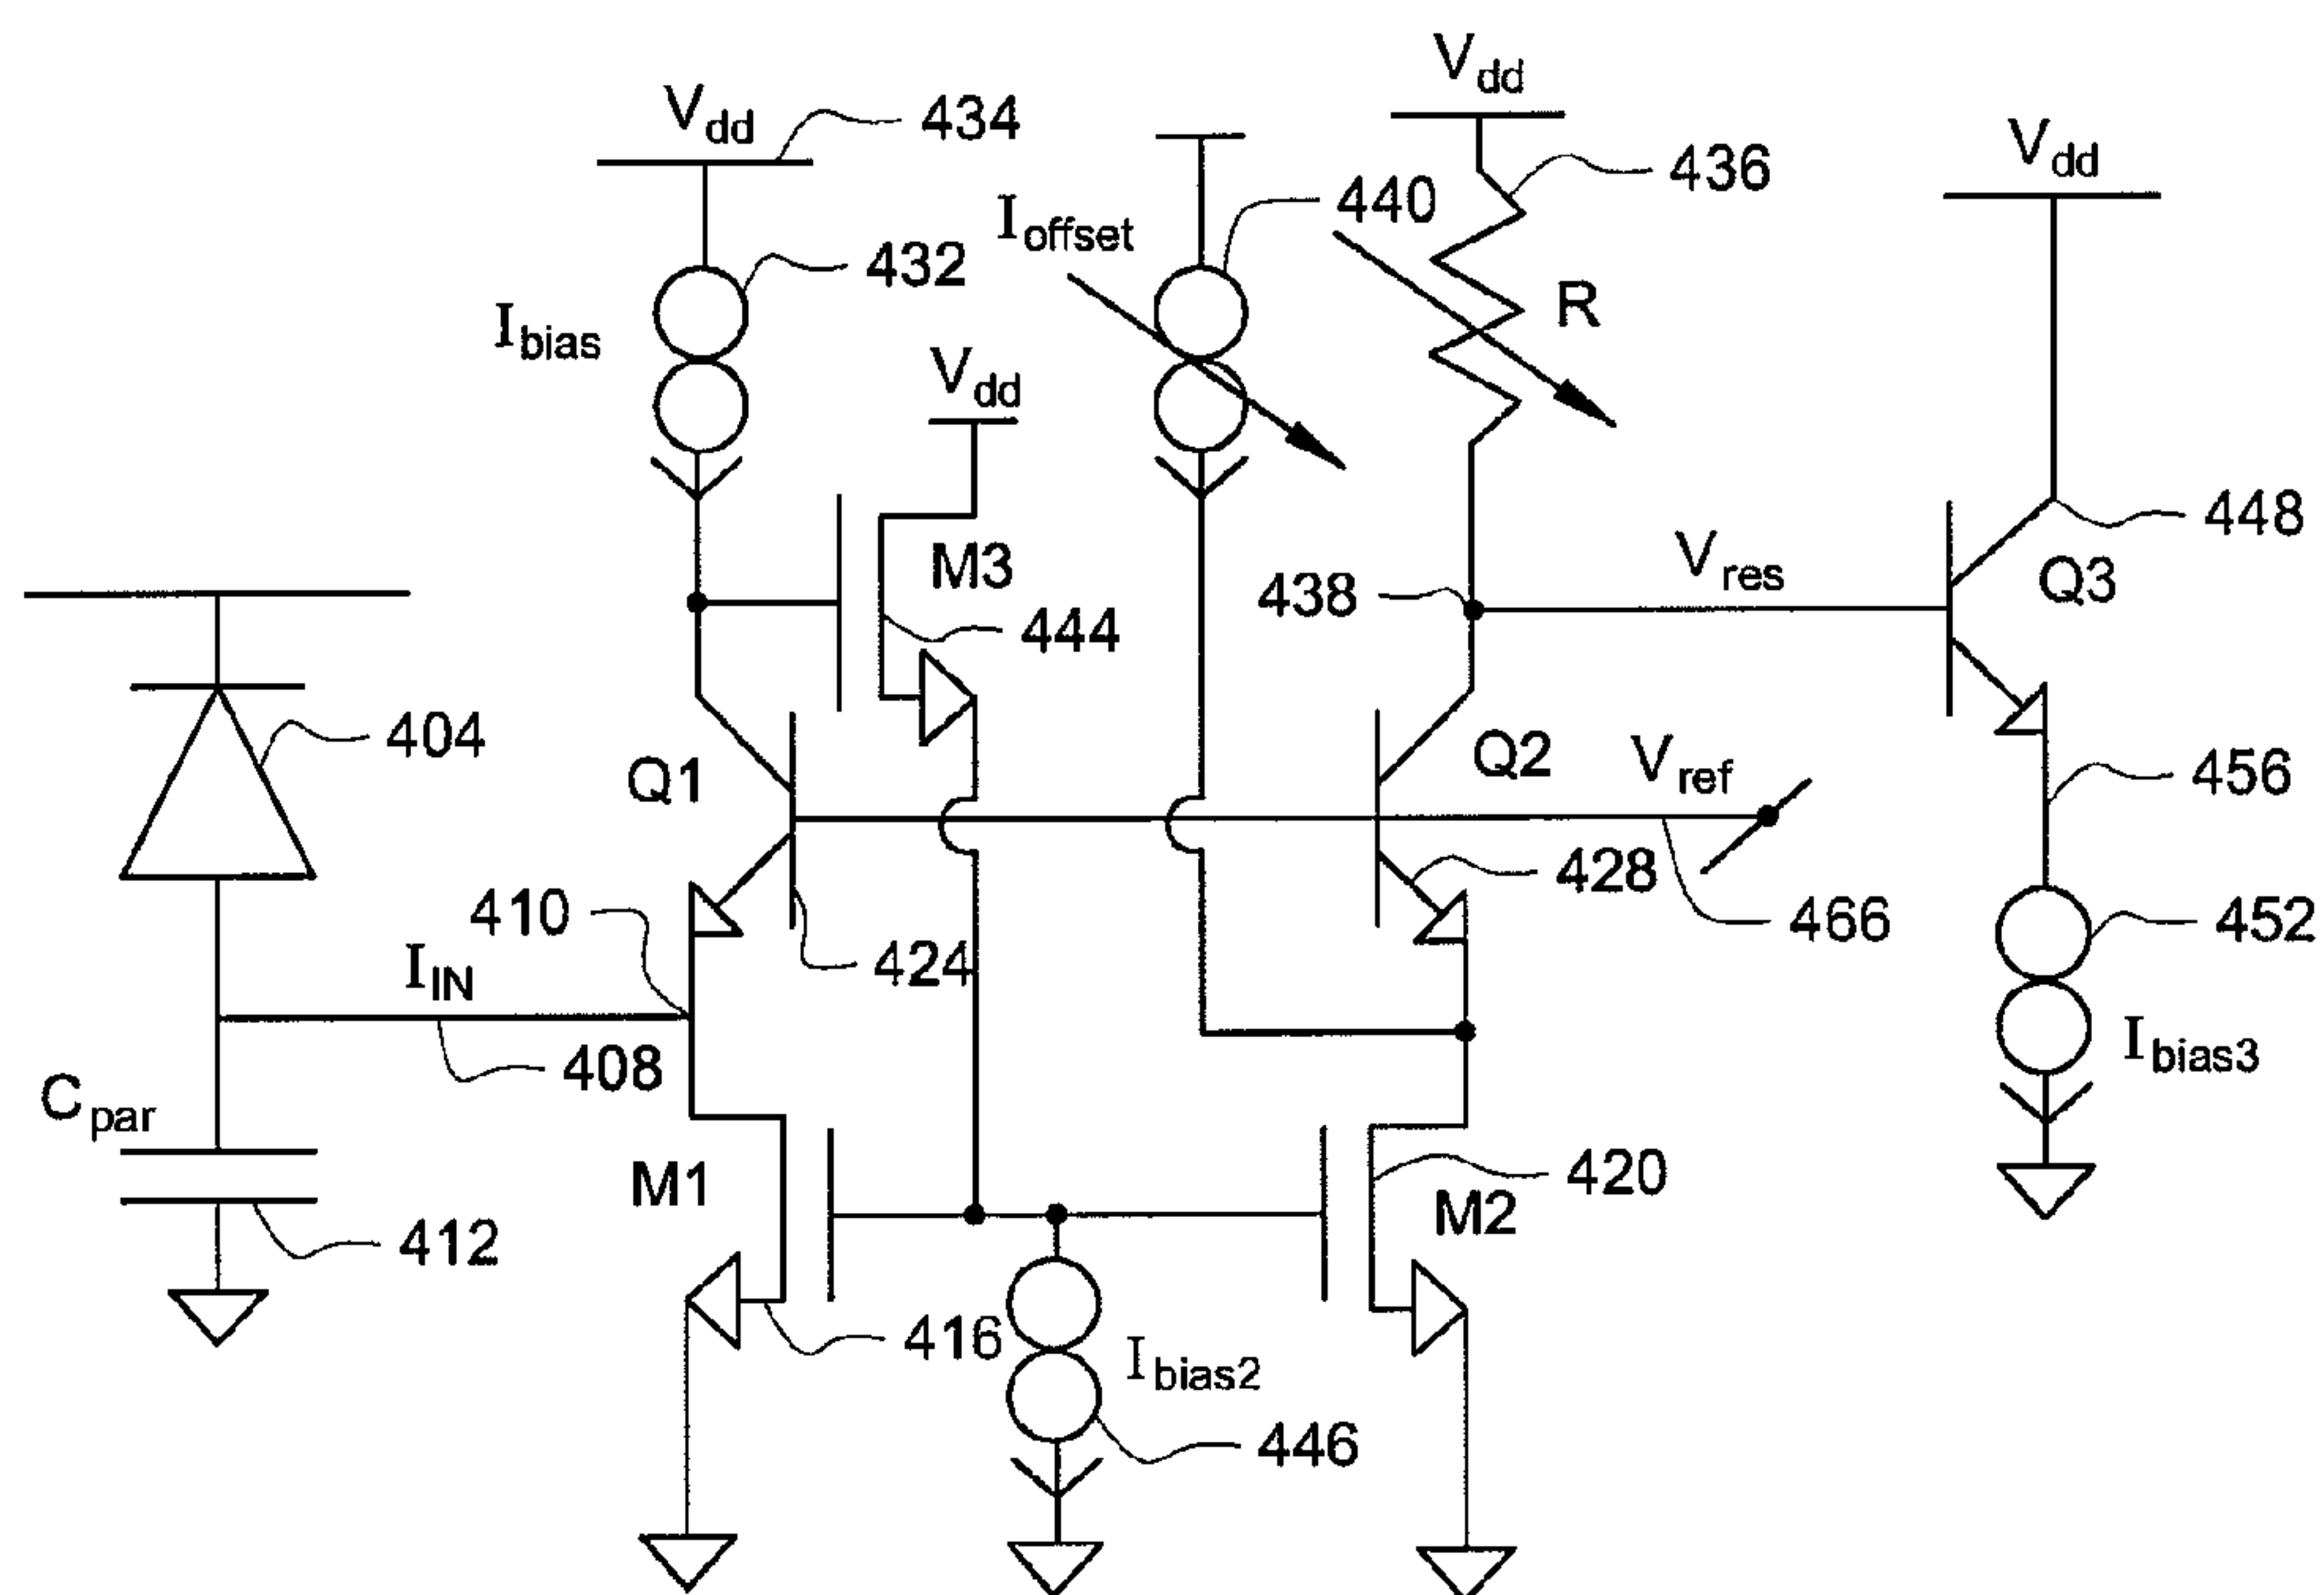 Vdd
Vdd
434
Vdd
436
440
Ioffset
432
R
Ibias
Vdd
448
M3
Vres
Q3
438
444
404
Q1
Q2
Vref
456
428
410
466
452
424
IIN
408
Ibias3
Cpar
M1
420
M2
412
416
Ibias2
446